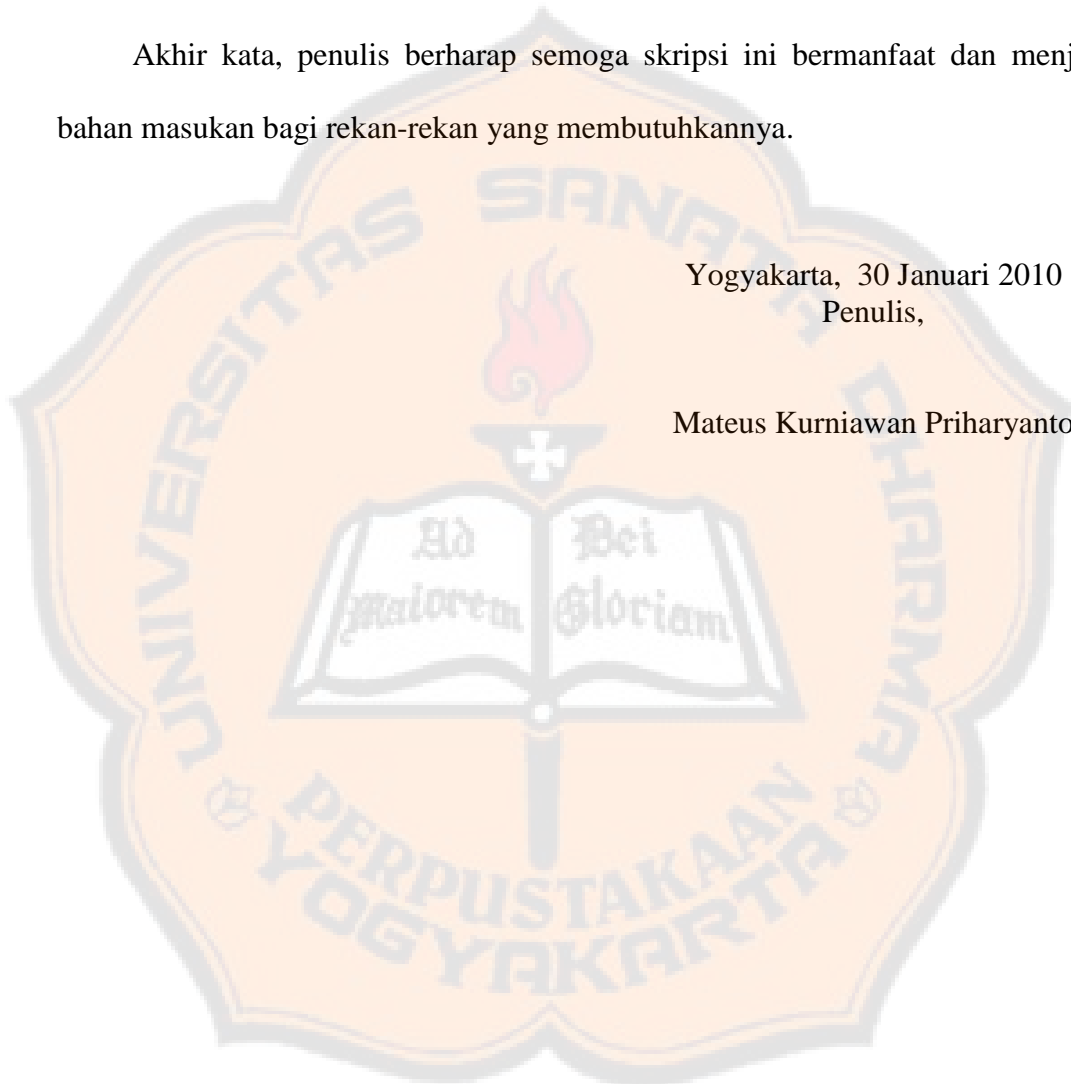 Akhir kata, penulis berharap semoga skripsi ini bermanfaat dan menj
bahan masukan bagi rekan-rekan yang membutuhkannya.
Yogyakarta, 30 Januari 2010
Penulis,
Mateus Kurniawan Priharyanto
UNIVERSITAS SANATA DHARMA
Ad Dei
Maiorem Gloriam
PERPUSTAKAAN
YOGYAKARTA